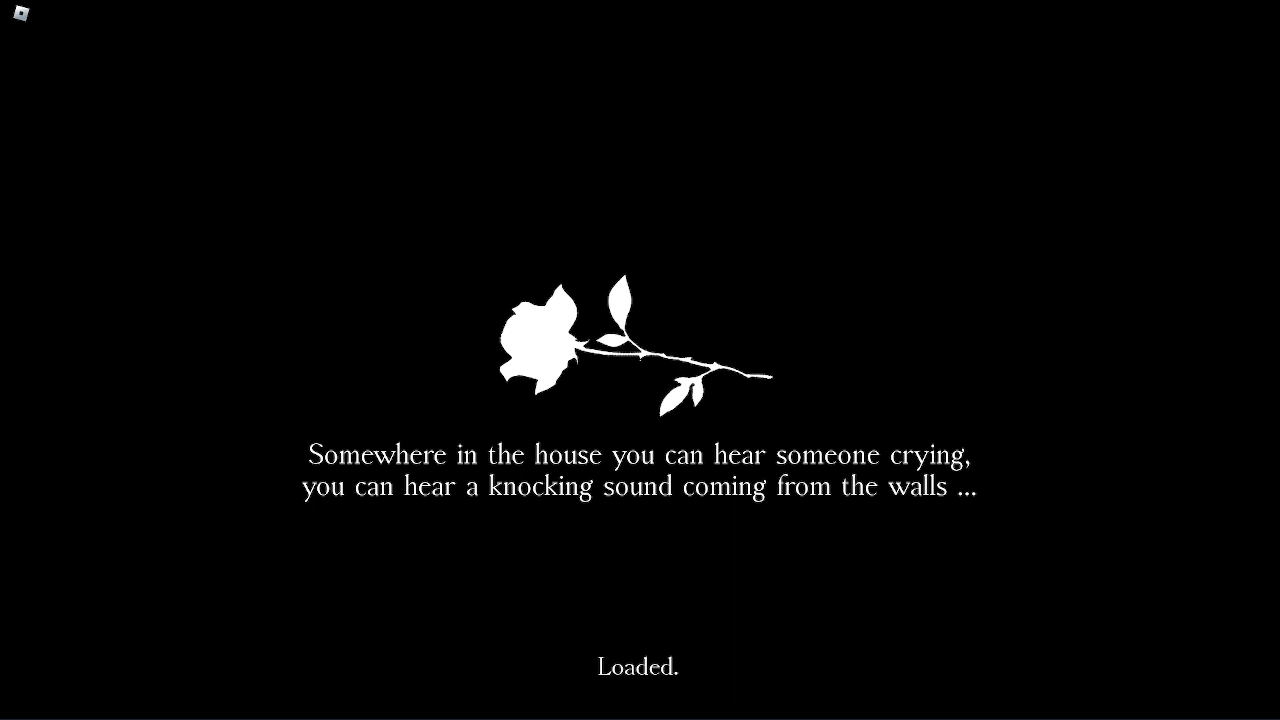 Somewhere in the house you can hear someone crying,
you can hear a knocking sound coming from the walls ...
Loaded.